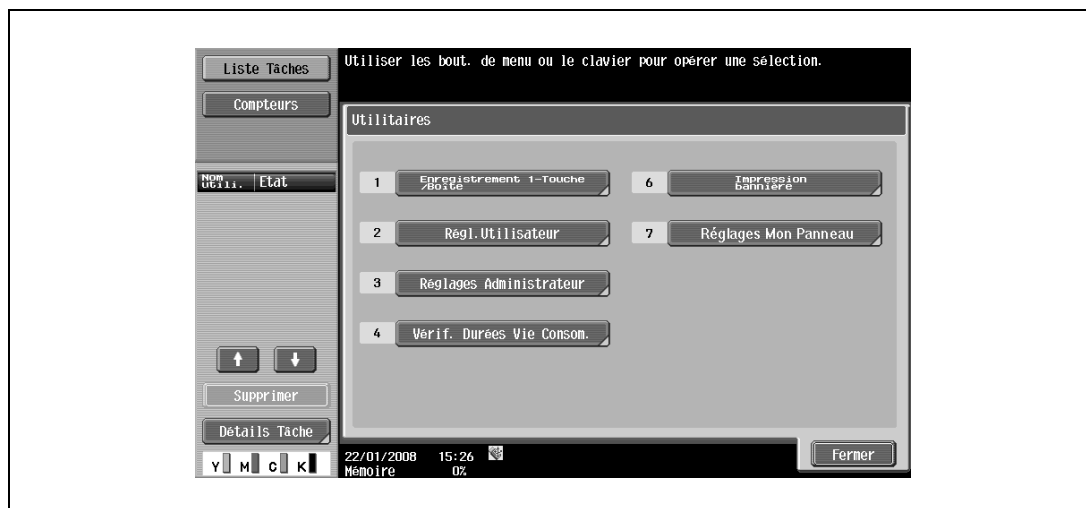 Liste Tâches
Compteurs
Nom
Utili.
Etat
Supprimer
Détails Tâche
Y M C K
Utiliser les bout. de menu ou le clavier pour opérer une sélection.
Utilitaires
1 Enregistrement 1-Touche
/Boîte
2 Régl.Utilisateur
3 Réglages Administrateur
4 Vérif. Durées Vie Consom.
6 Impression
bannière
7 Réglages Mon Panneau
22/01/2008 15:26
Mémoire 0%
Fermer